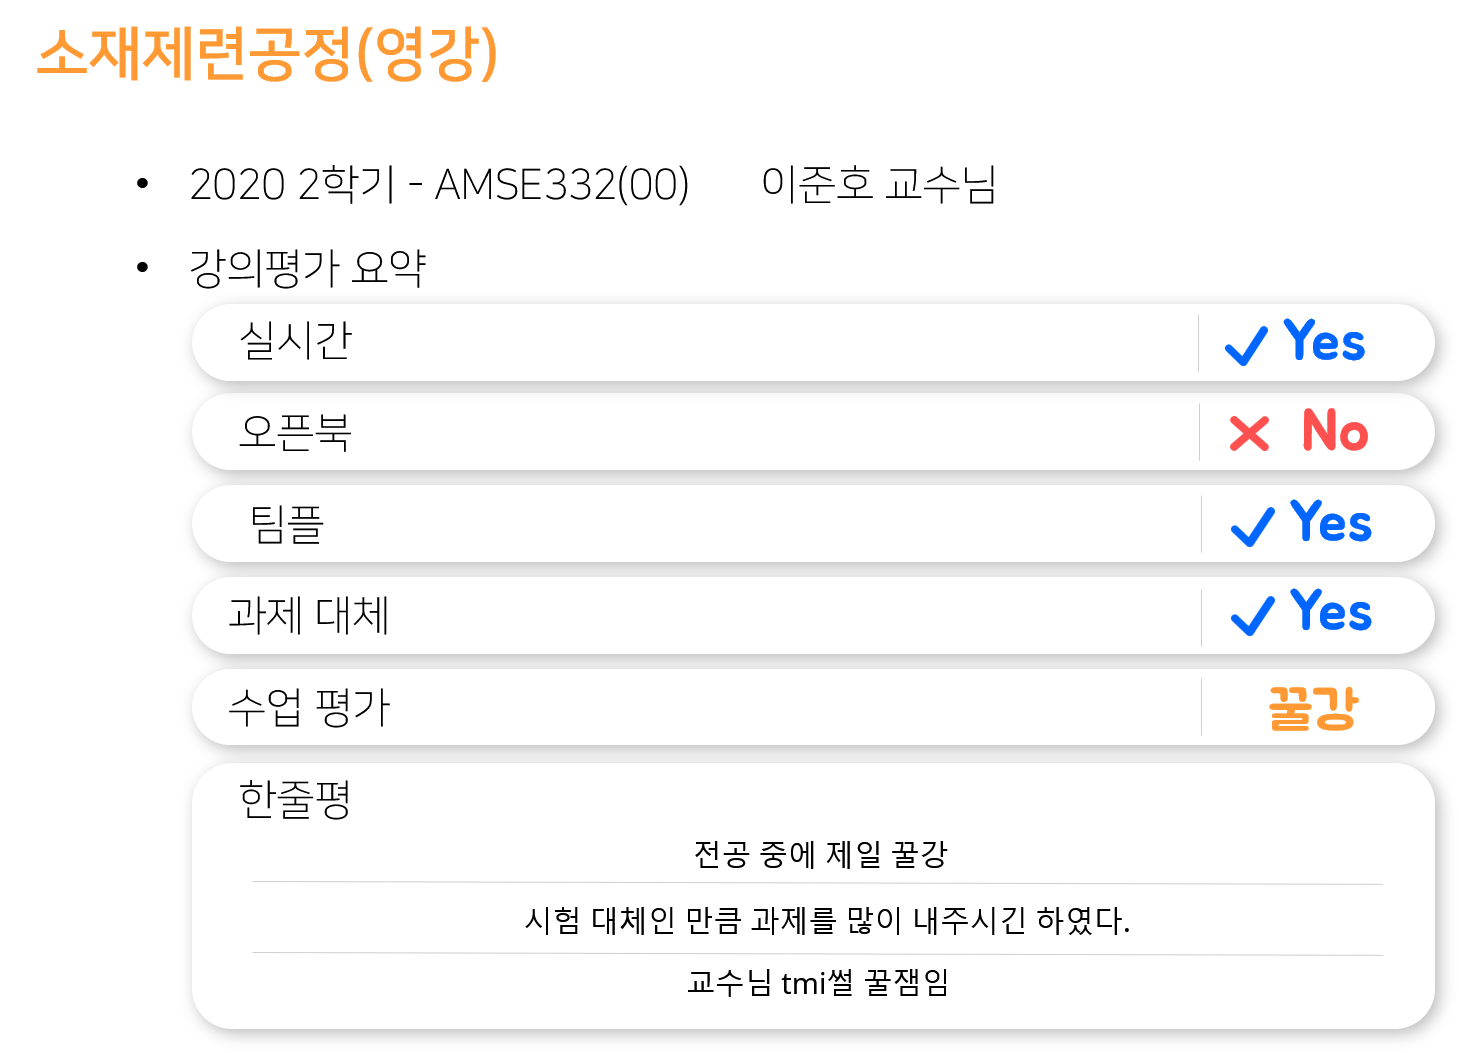 소재제련공정(영강)
• 2020 2학기 - AMSE332(00) 이준호 교수님
• 강의평가 요약
실시간 ✓ Yes
오픈북 × No
팀플 ✓ Yes
과제 대체 ✓ Yes
수업 평가 꿀강
한줄평
전공 중에 제일 꿀강
시험 대체인 만큼 과제를 많이 내주시긴 하였다.
교수님 tmi썰 꿀잼임